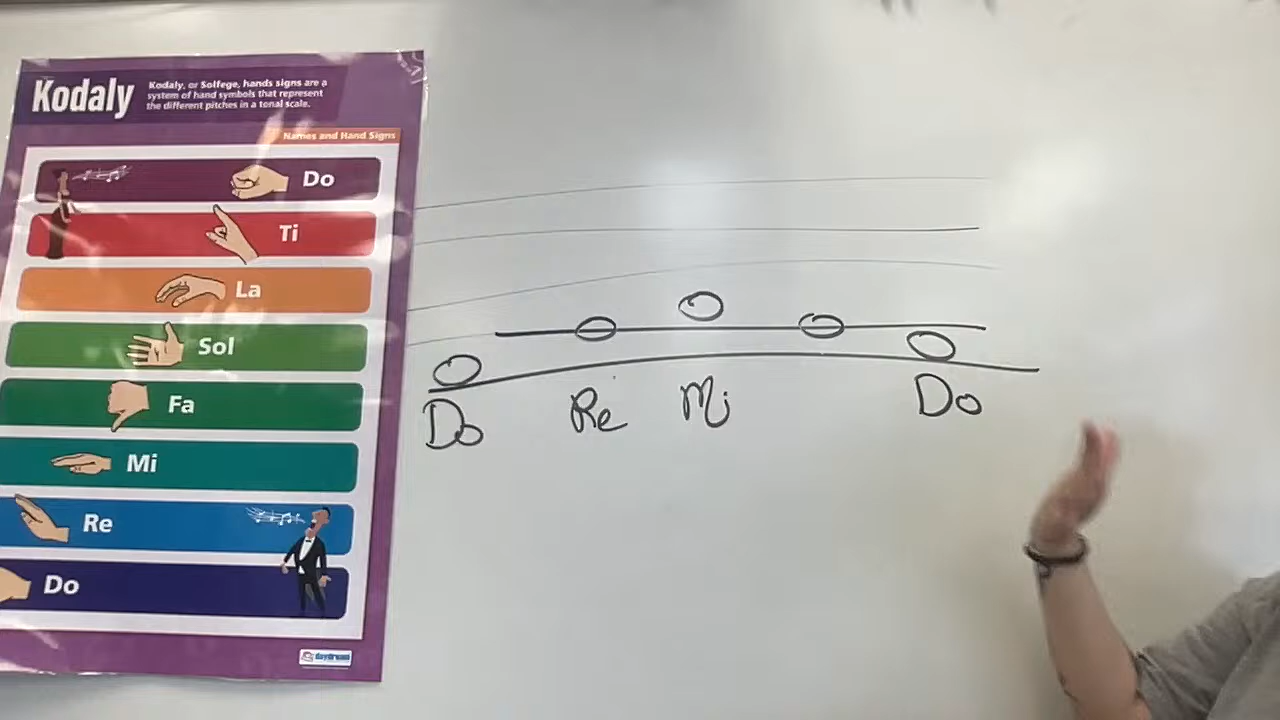 Kodaly
Kodaly, or Solfege, hands signs are a
system of hand symbols that represent
the different pitches in a tonal scale.
Names and Hand Signs
Do
Ti
La
Sol
Fa
Mi
Re
Do
daydream
Do Re Mi Do